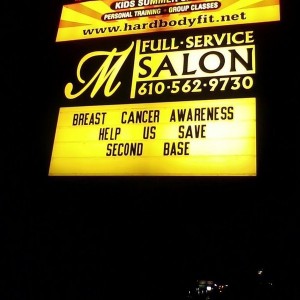 KIDS SUMMER
PERSONAL TRAINING • GROUP CLASSES
www.hardbodyfit.net
M
FULL • SERVICE
SALON
610•562•9730
BREAST CANCER AWARENESS
HELP US SAVE
SECOND BASE